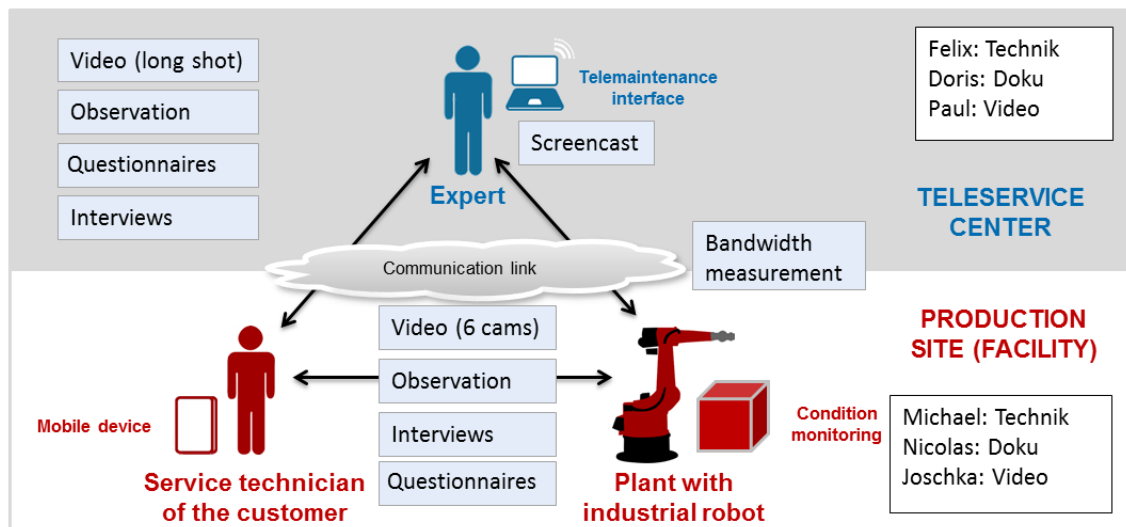 Video (long shot)
Observation
Questionnaires
Interviews
Telemaintenance
interface
Screencast
Expert
Felix: Technik
Doris: Doku
Paul: Video
TELESERVICE
CENTER
Communication link
Bandwidth
measurement
Video (6 cams)
Observation
Interviews
Questionnaires
Mobile device
Service technician
of the customer
Plant with
industrial robot
Condition
monitoring
PRODUCTION
SITE (FACILITY)
Michael: Technik
Nicolas: Doku
Joschka: Video